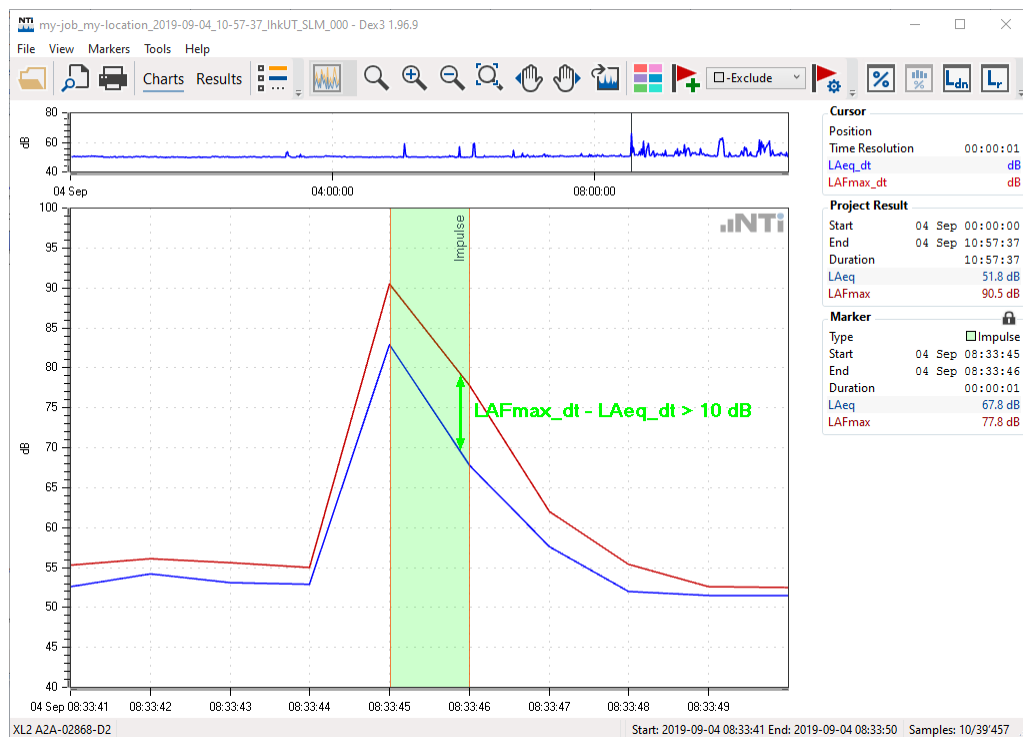 NTi my-job_my-location_2019-09-04_10-57-37_IhkUT_SLM_000 - Dex3 1.96.9
File View Markers Tools Help
Charts Results -Exclude % % Ldn Lr
80
60
40
dB
04 Sep 04:00:00 08:00:00
100
95
90
85
80
75
70
65
60
55
50
45
40
dB
NTi
Impulse
LAFmax_dt - LAeq_dt > 10 dB
04 Sep 08:33:41 08:33:42 08:33:43 08:33:44 08:33:45 08:33:46 08:33:47 08:33:48 08:33:49
Cursor
Position
Time Resolution 00:00:01
LAeq_dt dB
LAFmax_dt dB
Project Result
Start 04 Sep 00:00:00
End 04 Sep 10:57:37
Duration 10:57:37
LAeq 51.8 dB
LAFmax 90.5 dB
Marker
Type Impulse
Start 04 Sep 08:33:45
End 04 Sep 08:33:46
Duration 00:00:01
LAeq 67.8 dB
LAFmax 77.8 dB
XL2 A2A-02868-D2 Start: 2019-09-04 08:33:41 End: 2019-09-04 08:33:50 Samples: 10/39'457